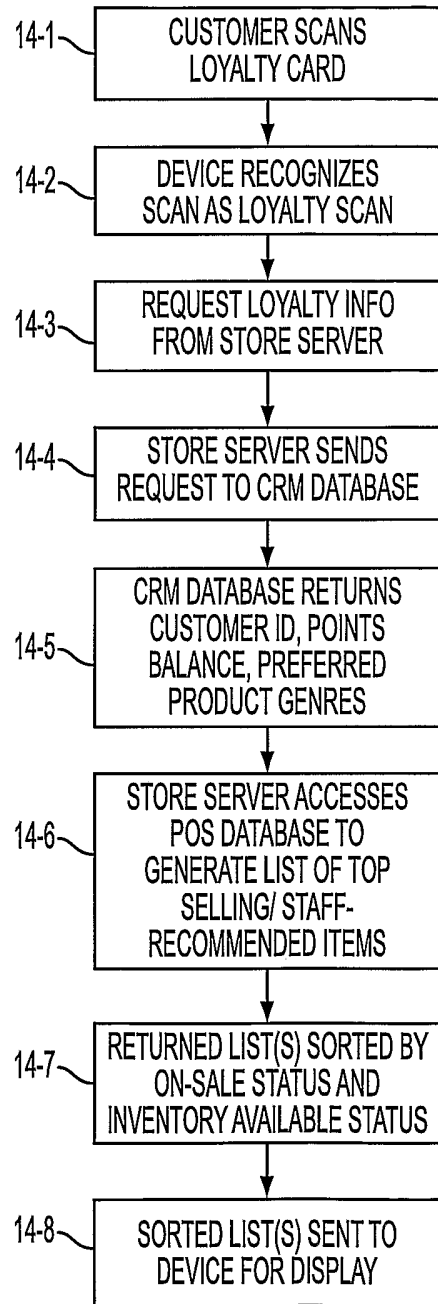 14-1
CUSTOMER SCANS
LOYALTY CARD
14-2
DEVICE RECOGNIZES
SCAN AS LOYALTY SCAN
14-3
REQUEST LOYALTY INFO
FROM STORE SERVER
14-4
STORE SERVER SENDS
REQUEST TO CRM DATABASE
14-5
CRM DATABASE RETURNS
CUSTOMER ID, POINTS
BALANCE, PREFERRED
PRODUCT GENRES
14-6
STORE SERVER ACCESSES
POS DATABASE TO
GENERATE LIST OF TOP
SELLING/ STAFF-
RECOMMENDED ITEMS
14-7
RETURNED LIST(S) SORTED BY
ON-SALE STATUS AND
INVENTORY AVAILABLE STATUS
14-8
SORTED LIST(S) SENT TO
DEVICE FOR DISPLAY